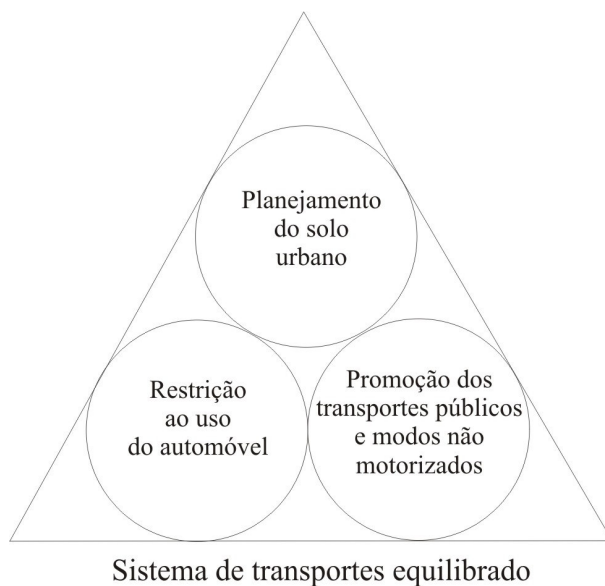 Planejamento
do solo
urbano
Restrição
ao uso
do automóvel
Promoção dos
transportes públicos
e modos não
motorizados
Sistema de transportes equilibrado